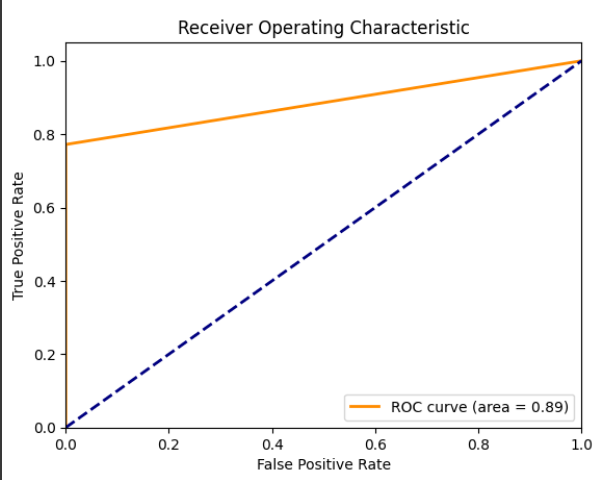 Receiver Operating Characteristic
1.0
0.8
0.6
0.4
0.2
0.0
True Positive Rate
ROC curve (area = 0.89)
0.0 0.2 0.4 0.6 0.8 1.0
False Positive Rate